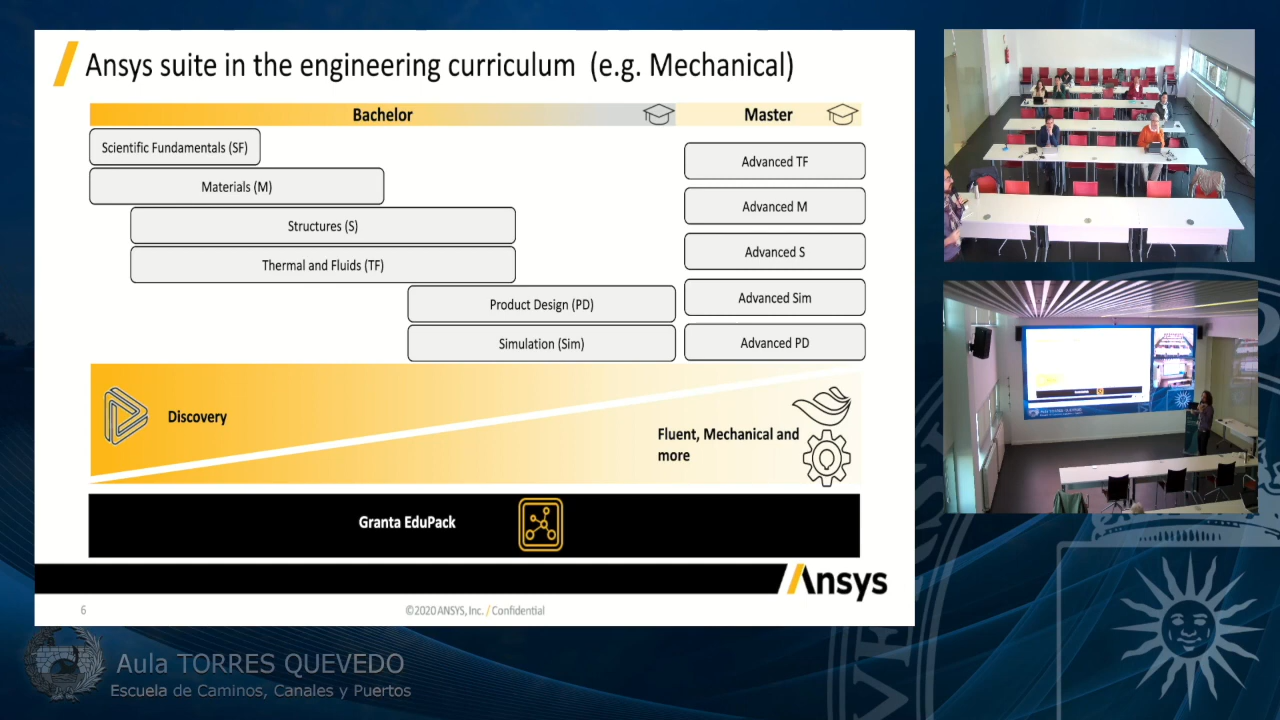 Ansys suite in the engineering curriculum (e.g. Mechanical)
Bachelor
Master
Scientific Fundamentals (SF)
Materials (M)
Structures (S)
Thermal and Fluids (TF)
Product Design (PD)
Simulation (Sim)
Advanced TF
Advanced M
Advanced S
Advanced Sim
Advanced PD
Discovery
Fluent, Mechanical and
more
Granta EduPack
Ansys
6
©2020 ANSYS, Inc. / Confidential
Aula TORRES QUEVEDO
Escuela de Caminos, Canales y Puertos